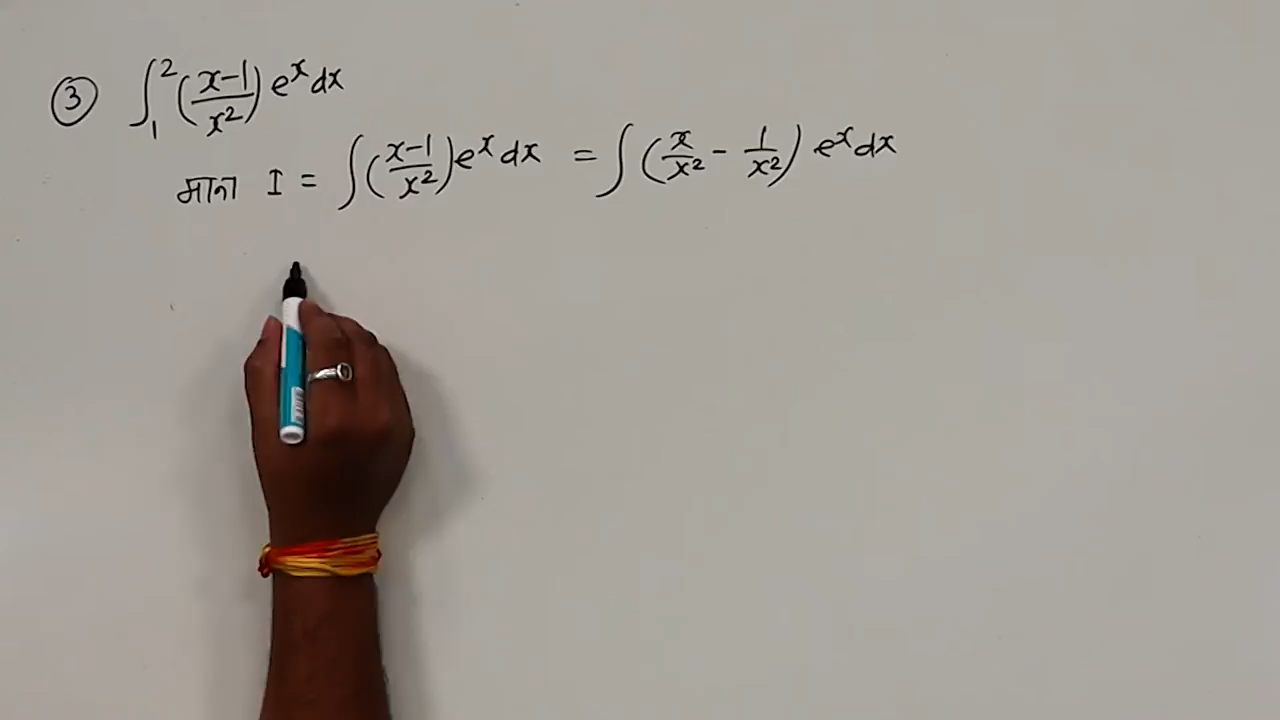 ③ ∫₁² (x-1/x²) eˣ dx
माना I = ∫(x-1/x²) eˣ dx = ∫(x/x² - 1/x²) eˣ dx